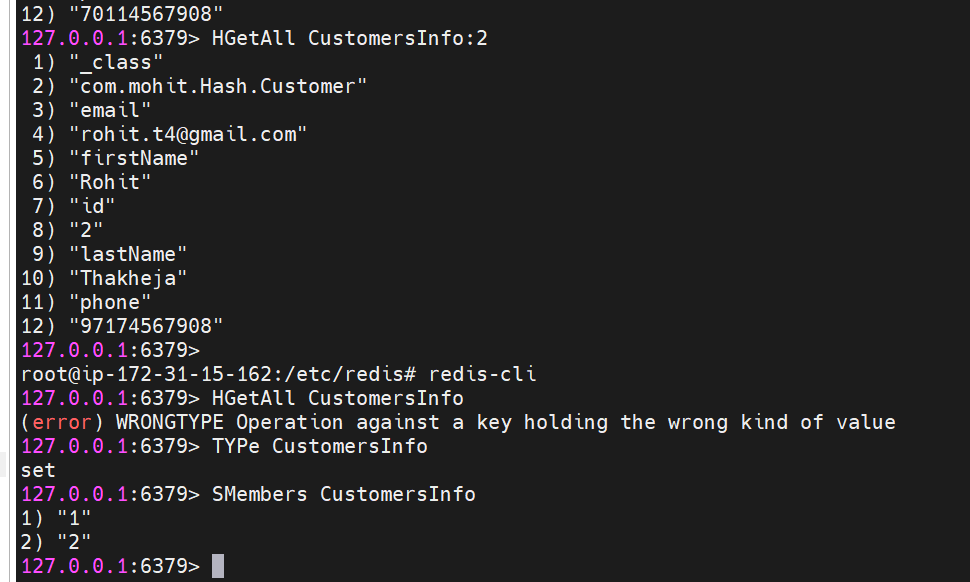 12) "70114567908"
127.0.0.1:6379> HGetAll CustomersInfo:2
 1) "_class"
 2) "com.mohit.Hash.Customer"
 3) "email"
 4) "rohit.t4@gmail.com"
 5) "firstName"
 6) "Rohit"
 7) "id"
 8) "2"
 9) "lastName"
10) "Thakheja"
11) "phone"
12) "97174567908"
127.0.0.1:6379>
root@ip-172-31-15-162:/etc/redis# redis-cli
127.0.0.1:6379> HGetAll CustomersInfo
(error) WRONGTYPE Operation against a key holding the wrong kind of value
127.0.0.1:6379> TYPe CustomersInfo
set
127.0.0.1:6379> SMembers CustomersInfo
1) "1"
2) "2"
127.0.0.1:6379>